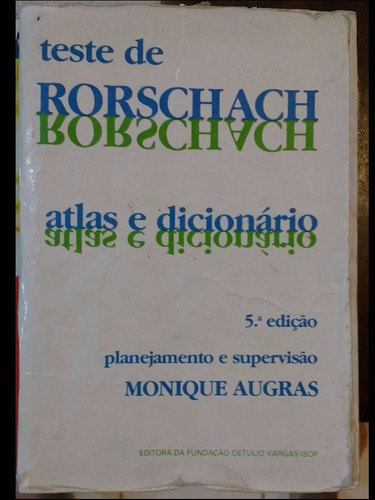 teste de
RORSCHACH
RORSCHACH
atlas e dicionário
atlas e dicionário
5.ª edição
planejamento e supervisão
MONIQUE AUGRAS
EDITORA DA FUNDAÇÃO GETULIO VARGAS-ISOP